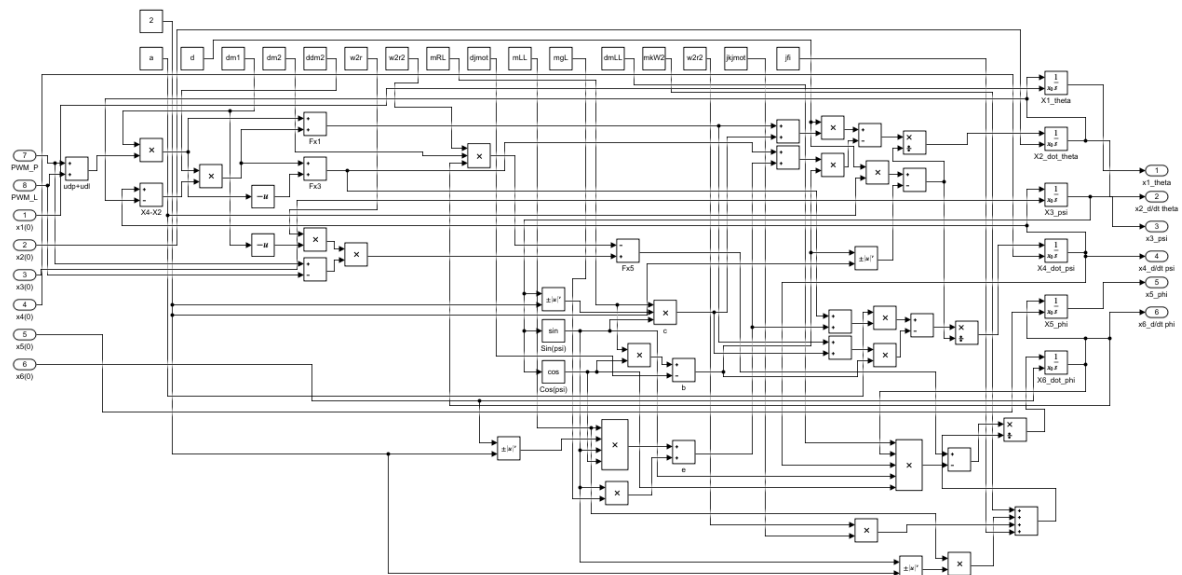 2
a
d
dm1
dm2
ddm2
w2r
w2r2
mRL
djmot
mLL
mgL
dmLL
mkW2
w2r2
jkjmot
jfi
7
PWM_P
8
PWM_L
1
x1(0)
2
x2(0)
3
x3(0)
4
x4(0)
5
x5(0)
6
x6(0)
udp+udl
X4-X2
Fx1
Fx3
-u
-u
Fx5
sin
Sin(psi)
cos
Cos(psi)
c
b
e
X1_theta
X2_dot_theta
X3_psi
X4_dot_psi
X5_phi
X6_dot_phi
1
x1_theta
2
x2_d/dt theta
3
x3_psi
4
x4_d/dt psi
5
x5_phi
6
x6_d/dt phi